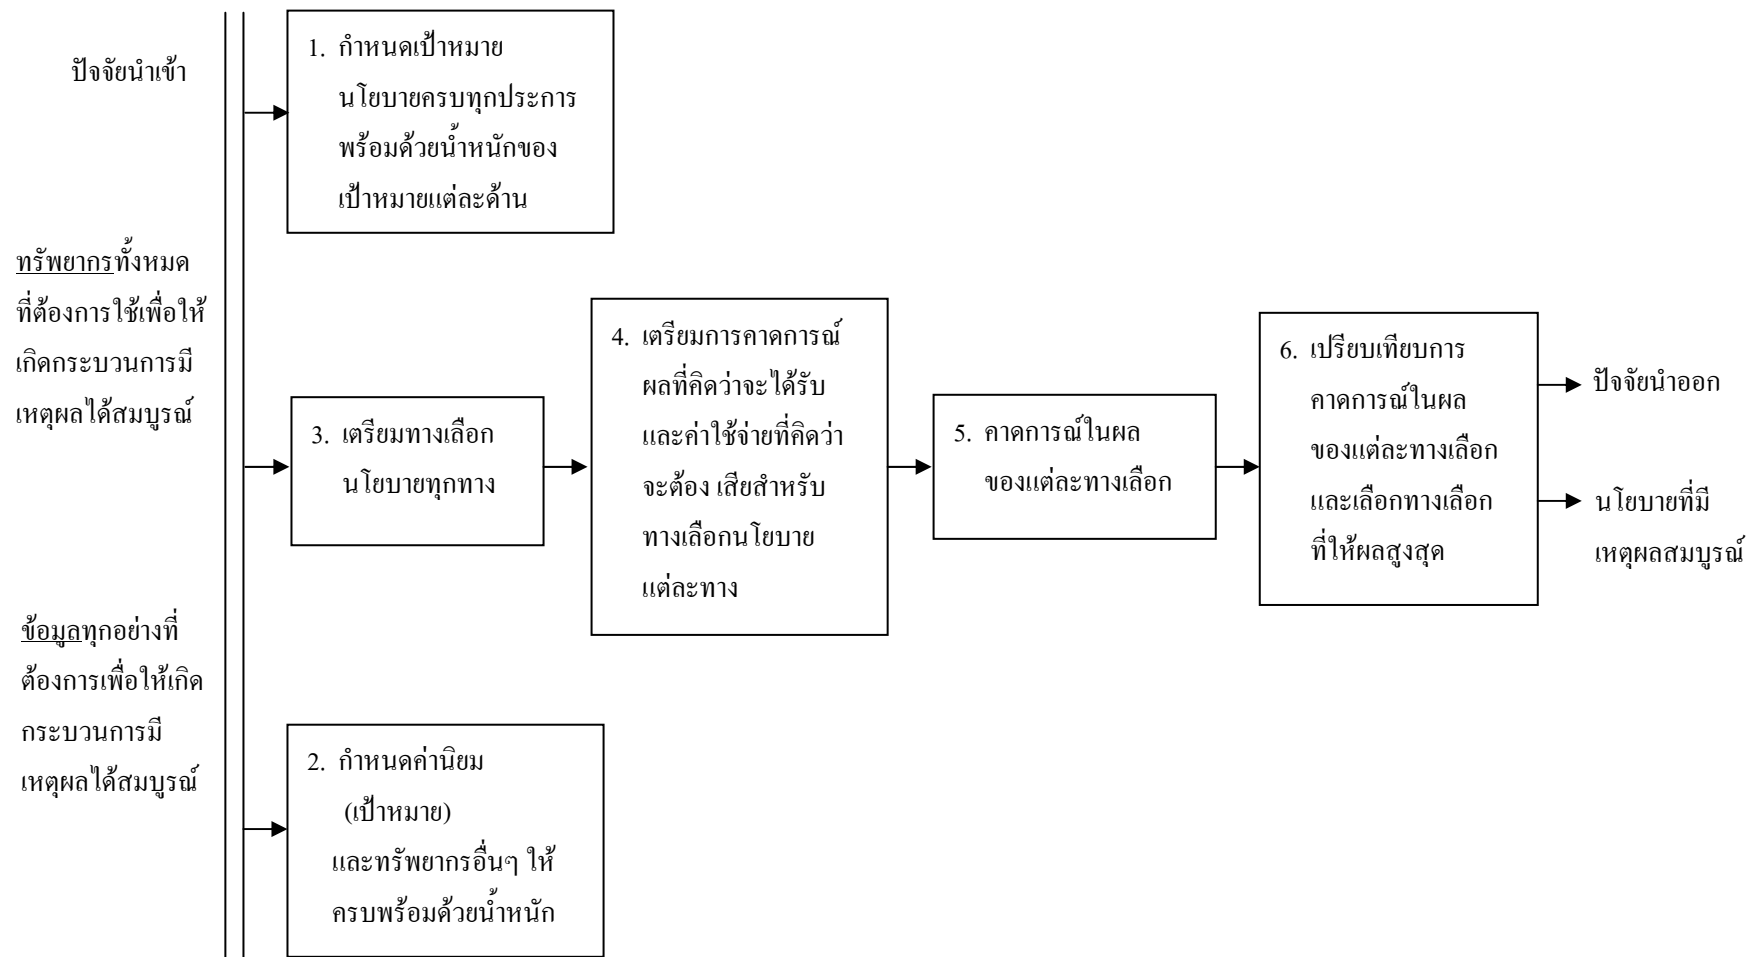 ปัจจัยนำเข้า
ทรัพยากรทั้งหมด
ที่ต้องการใช้เพื่อให้
เกิดกระบวนการมี
เหตุผลได้สมบูรณ์
ข้อมูลทุกอย่างที่
ต้องการเพื่อให้เกิด
กระบวนการมี
เหตุผลได้สมบูรณ์
1. กำหนดเป้าหมาย
นโยบายครบทุกประการ
พร้อมด้วยน้ำหนักของ
เป้าหมายแต่ละด้าน
2. กำหนดค่านิยม
(เป้าหมาย)
และทรัพยากรอื่นๆ ให้
ครบพร้อมด้วยน้ำหนัก
3. เตรียมทางเลือก
นโยบายทุกทาง
4. เตรียมการคาดการณ์
ผลที่คิดว่าจะได้รับ
และค่าใช้จ่ายที่คิดว่า
จะต้อง เสียสำหรับ
ทางเลือกนโยบาย
แต่ละทาง
5. คาดการณ์ในผล
ของแต่ละทางเลือก
6. เปรียบเทียบการ
คาดการณ์ในผล
ของแต่ละทางเลือก
และเลือกทางเลือก
ที่ให้ผลสูงสุด
ปัจจัยนำออก
นโยบายที่มี
เหตุผลสมบูรณ์